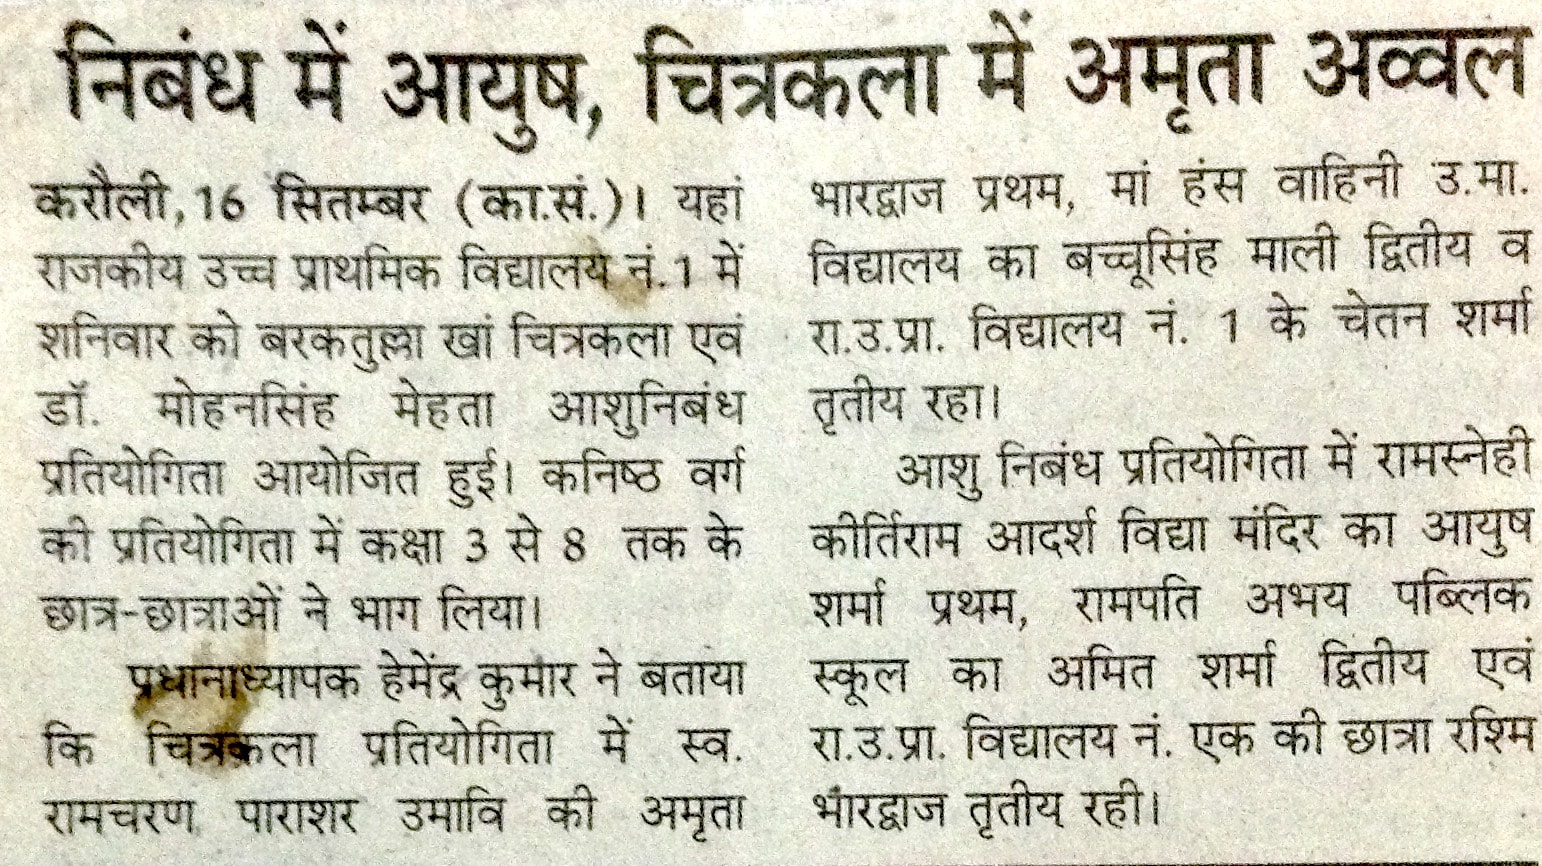 निबंध में आयुष, चित्रकला में अमृता अव्वल
करौली,16 सितम्बर (का.सं.)। यहां
राजकीय उच्च प्राथमिक विद्यालय नं.1 में
शनिवार को बरकतुल्ला खां चित्रकला एवं
डॉ. मोहनसिंह मेहता आशुनिबंध
प्रतियोगिता आयोजित हुई। कनिष्ठ वर्ग
की प्रतियोगिता में कक्षा 3 से 8 तक के
छात्र-छात्राओं ने भाग लिया।
प्रधानाध्यापक हेमेंद्र कुमार ने बताया
कि चित्रकला प्रतियोगिता में स्व.
रामचरण पाराशर उमावि की अमृता
भारद्वाज प्रथम, मां हंस वाहिनी उ.मा.
विद्यालय का बच्चूसिंह माली द्वितीय व
रा.उ.प्रा. विद्यालय नं. 1 के चेतन शर्मा
तृतीय रहा।
आशु निबंध प्रतियोगिता में रामस्नेही
कीर्तिराम आदर्श विद्या मंदिर का आयुष
शर्मा प्रथम, रामपति अभय पब्लिक
स्कूल का अमित शर्मा द्वितीय एवं
रा.उ.प्रा. विद्यालय नं. एक की छात्रा रश्मि
भारद्वाज तृतीय रही।